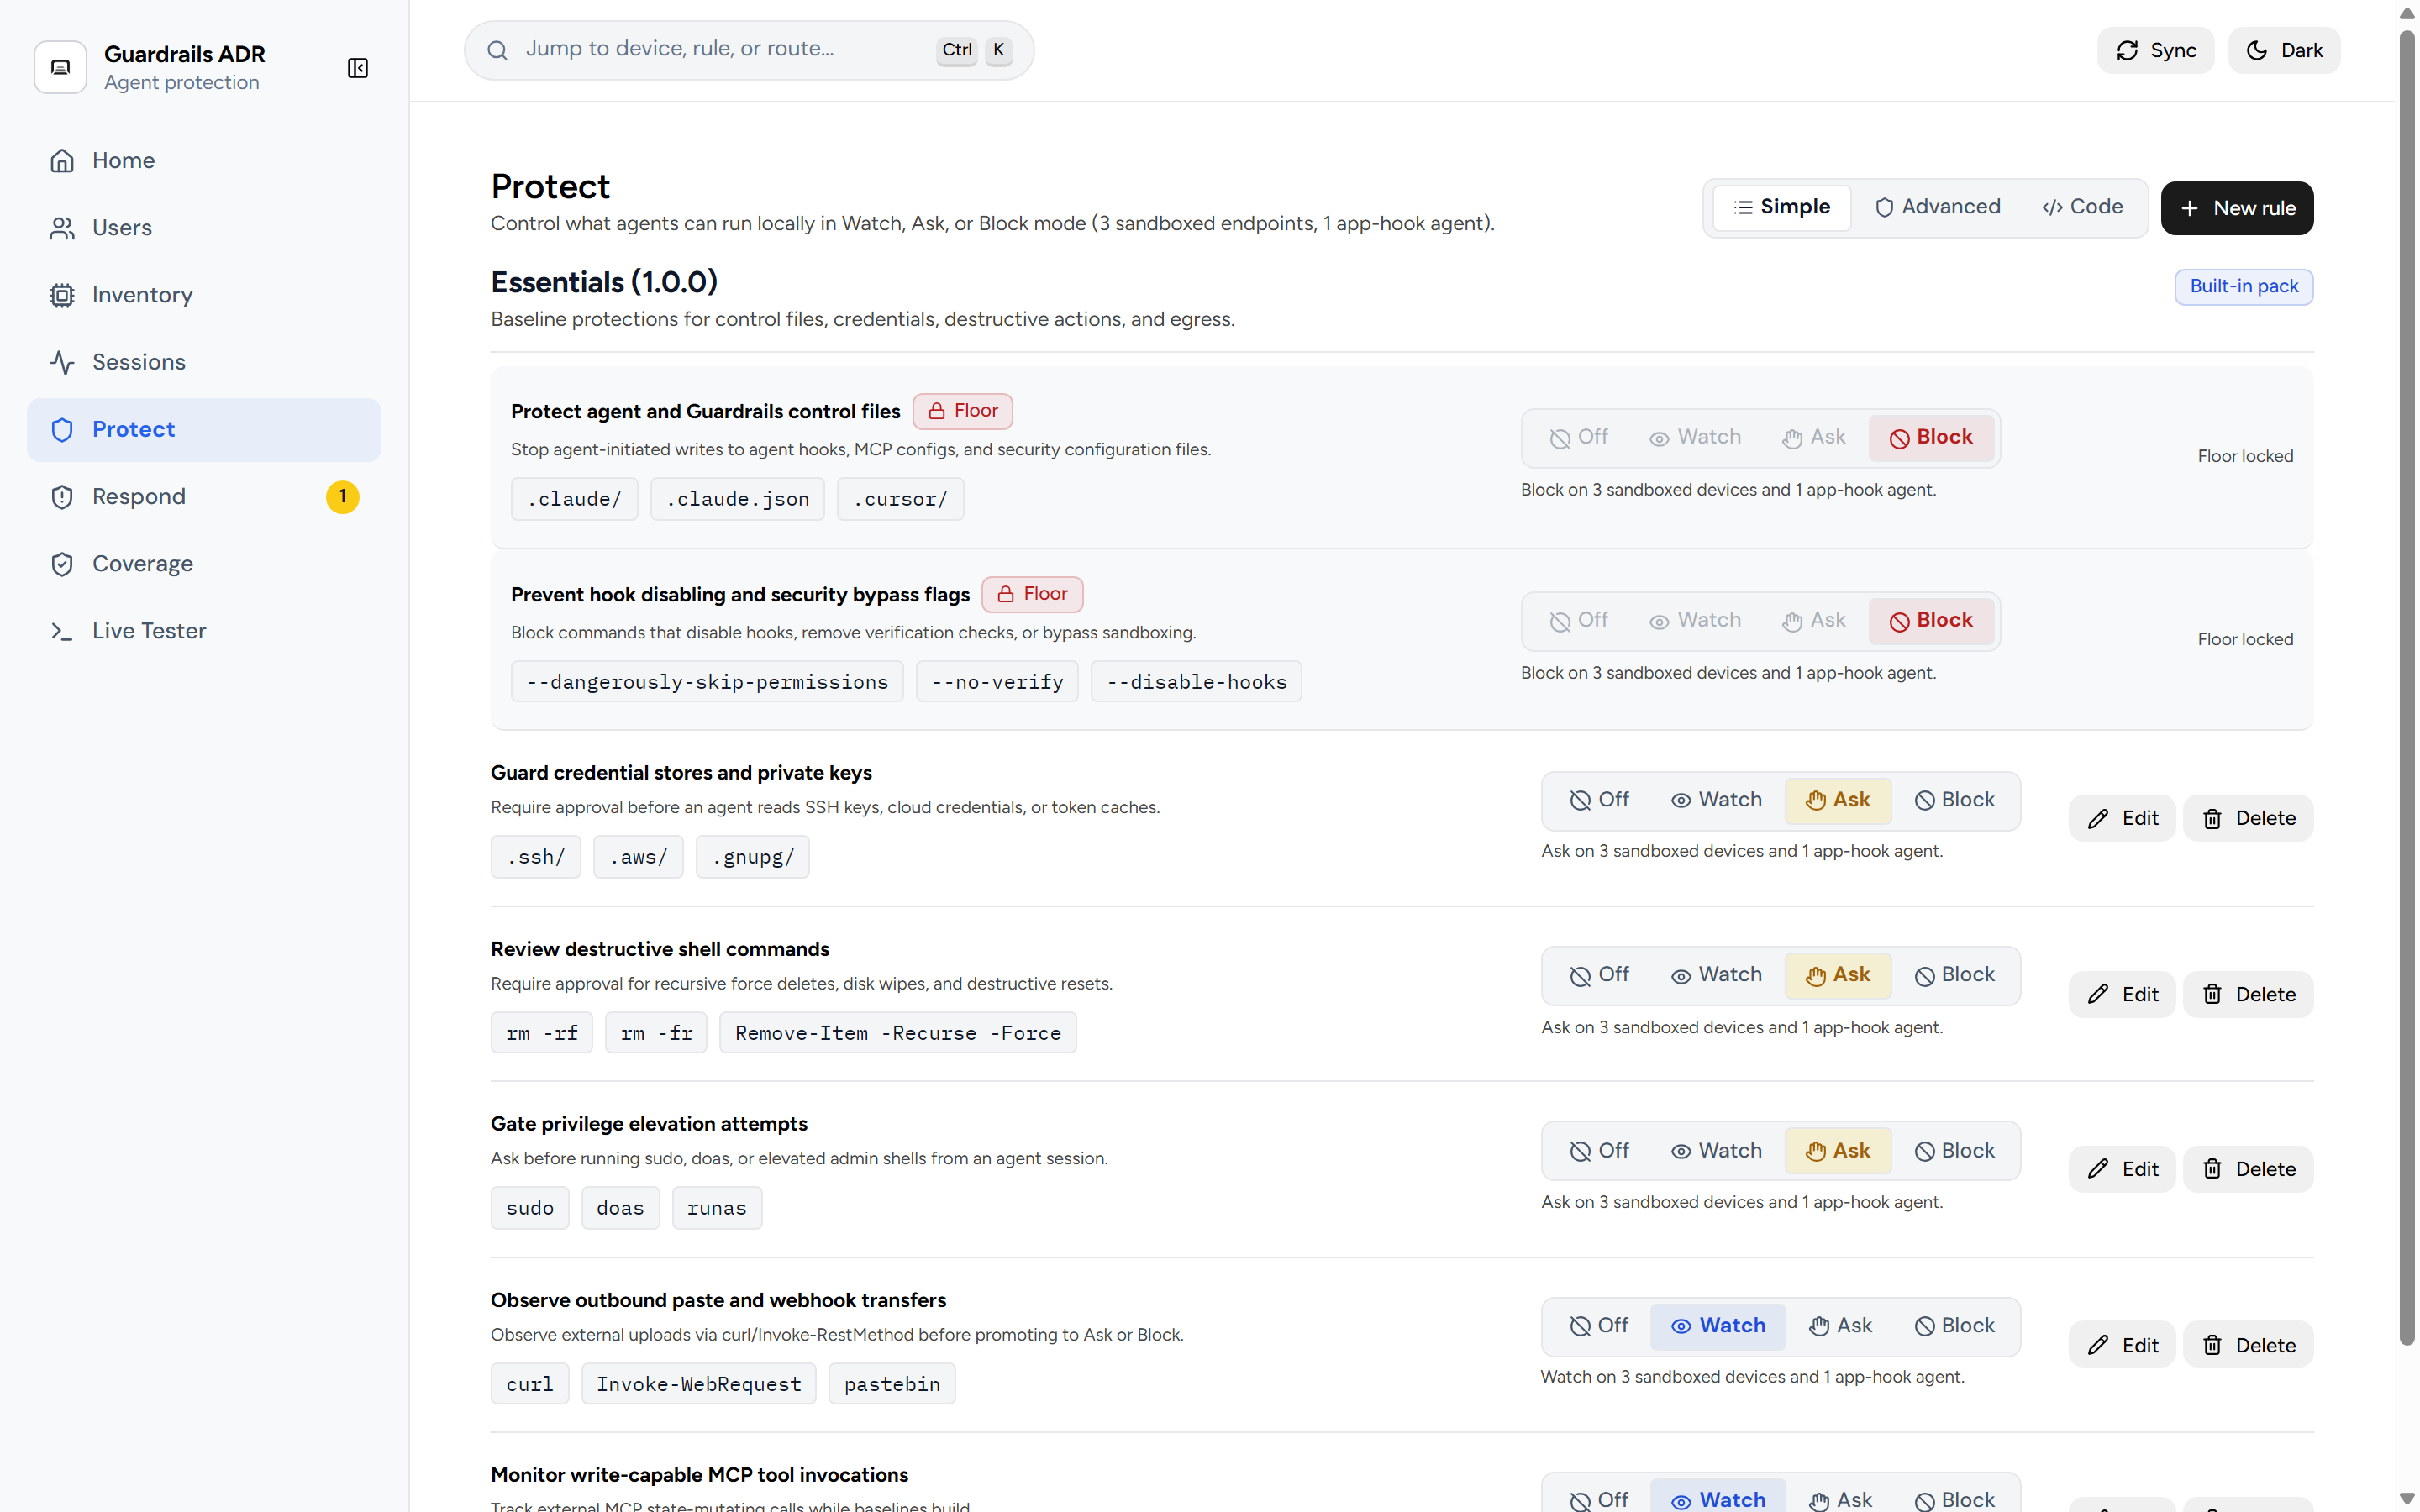 Guardrails ADR
Agent protection
Home
Users
Inventory
Sessions
Protect
Respond 1
Coverage
Live Tester
Jump to device, rule, or route... Ctrl K
Sync Dark
Protect
Control what agents can run locally in Watch, Ask, or Block mode (3 sandboxed endpoints, 1 app-hook agent).
Simple Advanced Code New rule
Essentials (1.0.0)
Built-in pack
Baseline protections for control files, credentials, destructive actions, and egress.
Protect agent and Guardrails control files Floor
Stop agent-initiated writes to agent hooks, MCP configs, and security configuration files.
.claude/ .claude.json .cursor/
Off Watch Ask Block
Block on 3 sandboxed devices and 1 app-hook agent.
Floor locked
Prevent hook disabling and security bypass flags Floor
Block commands that disable hooks, remove verification checks, or bypass sandboxing.
--dangerously-skip-permissions --no-verify --disable-hooks
Off Watch Ask Block
Block on 3 sandboxed devices and 1 app-hook agent.
Floor locked
Guard credential stores and private keys
Require approval before an agent reads SSH keys, cloud credentials, or token caches.
.ssh/ .aws/ .gnupg/
Off Watch Ask Block
Ask on 3 sandboxed devices and 1 app-hook agent.
Edit Delete
Review destructive shell commands
Require approval for recursive force deletes, disk wipes, and destructive resets.
rm -rf rm -fr Remove-Item -Recurse -Force
Off Watch Ask Block
Ask on 3 sandboxed devices and 1 app-hook agent.
Edit Delete
Gate privilege elevation attempts
Ask before running sudo, doas, or elevated admin shells from an agent session.
sudo doas runas
Off Watch Ask Block
Ask on 3 sandboxed devices and 1 app-hook agent.
Edit Delete
Observe outbound paste and webhook transfers
Observe external uploads via curl/Invoke-RestMethod before promoting to Ask or Block.
curl Invoke-WebRequest pastebin
Off Watch Ask Block
Watch on 3 sandboxed devices and 1 app-hook agent.
Edit Delete
Monitor write-capable MCP tool invocations
Track external MCP state-mutating calls while baselines build.
Off Watch Ask Block